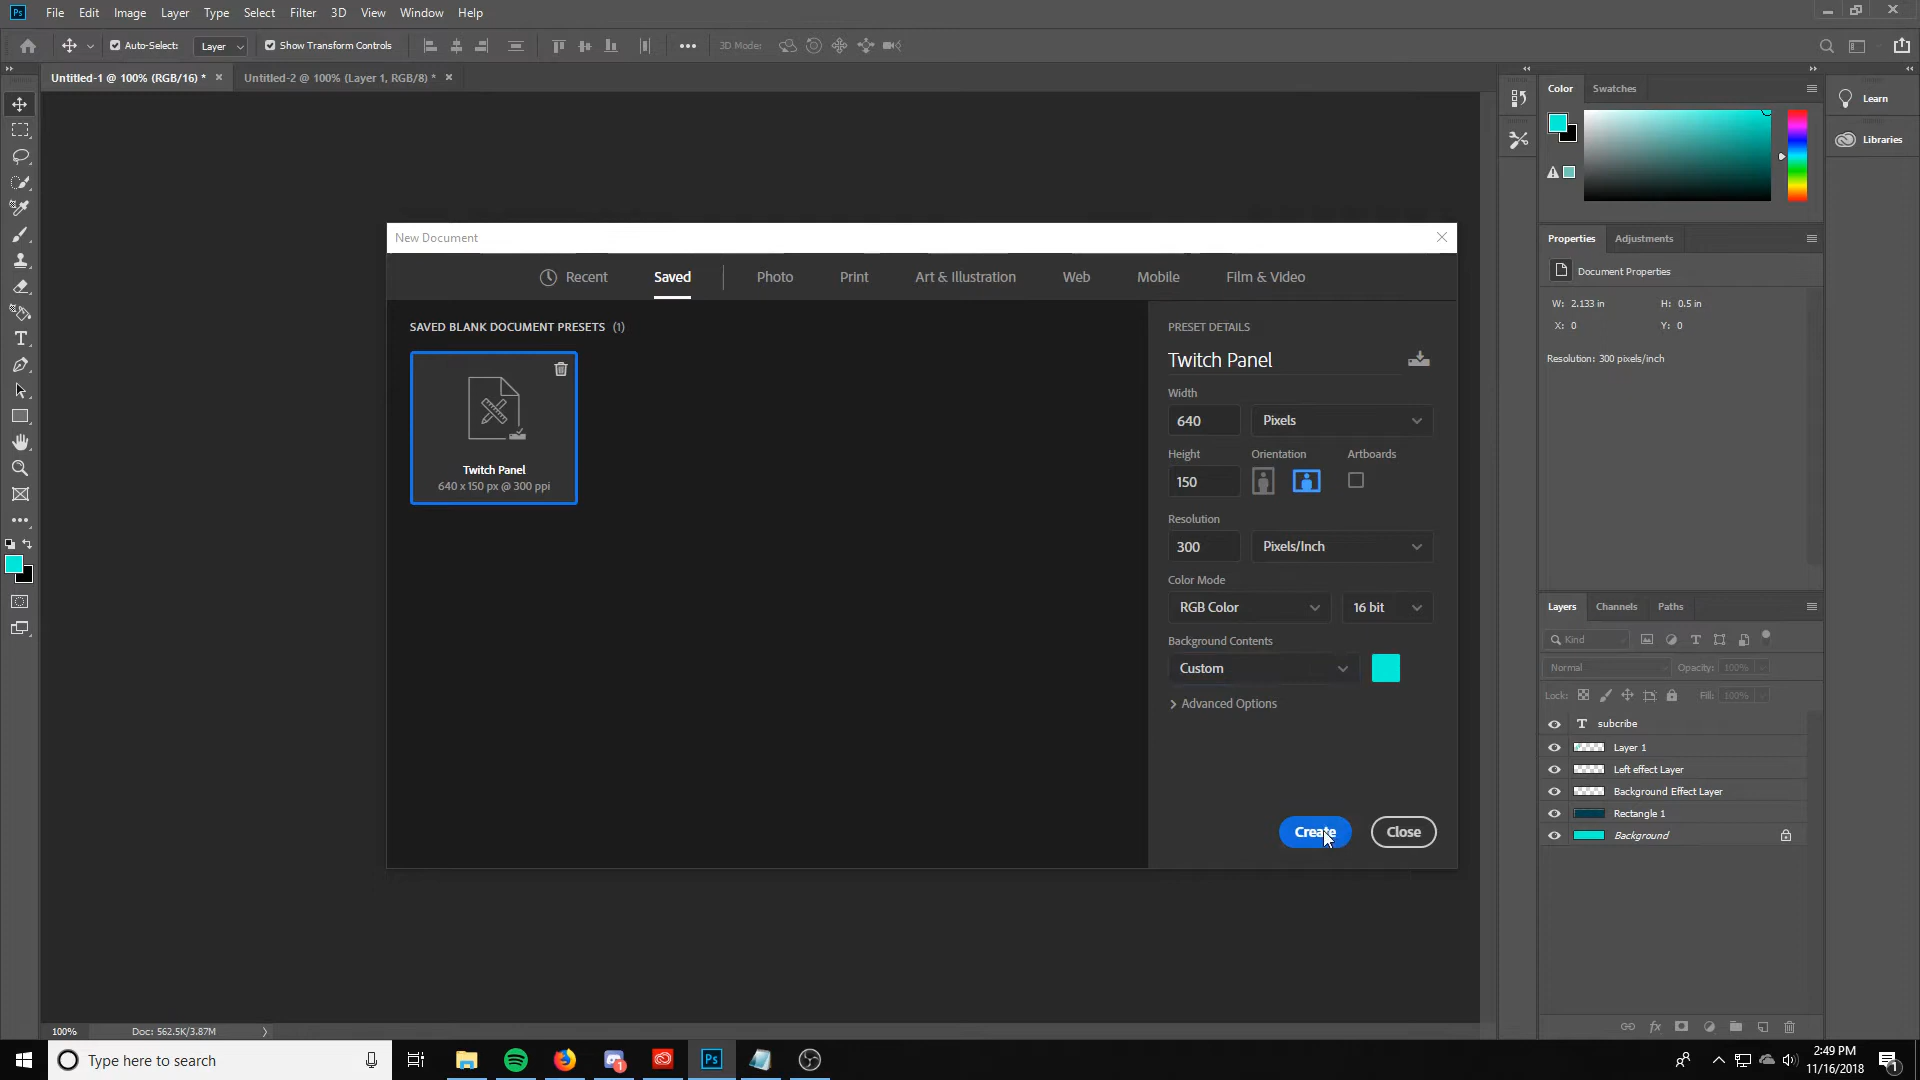 Ps File Edit Image Layer Type Select Filter 3D View Window Help
Auto-Select: Layer Show Transform Controls 3D Mode:
Untitled-1 @ 100% (RGB/16) * Untitled-2 @ 100% (Layer 1, RGB/8) *
Color Swatches
Learn
Libraries
New Document
Recent Saved Photo Print Art & Illustration Web Mobile Film & Video
SAVED BLANK DOCUMENT PRESETS (1)
Twitch Panel
640 x 150 px @ 300 ppi
PRESET DETAILS
Twitch Panel
Width
640 Pixels
Height Orientation Artboards
150
Resolution
300 Pixels/Inch
Color Mode
RGB Color 16 bit
Background Contents
Custom
Advanced Options
Create Close
Properties Adjustments
Document Properties
W: 2.133 in H: 0.5 in
X: 0 Y: 0
Resolution: 300 pixels/inch
Layers Channels Paths
Kind
Normal Opacity: 100%
Lock: Fill: 100%
T subcribe
Layer 1
Left effect Layer
Background Effect Layer
Rectangle 1
Background
fx
100% Doc: 562.5K/3.87M
Type here to search
1
Ps
2:49 PM
11/16/2018
1